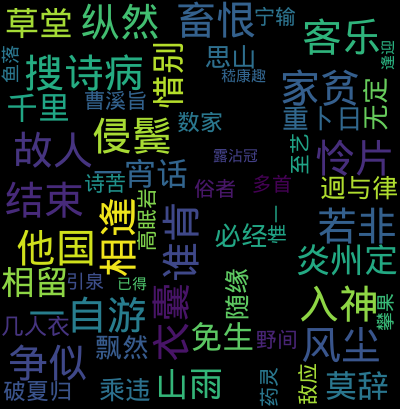 草堂
纵然
畜恨
宁输
客乐
逢迎
鱼落
搜诗病
惜别
思山
嵇康趣
家贫
无定
千里
曹溪旨
侵鬓
数家
重卜日
故人
宵话
露沾冠
至艺
怜片
结束
诗苦
高眠岩
俗者
多首
迥与律
他国
相逢
谁肯
必经
一唯
若非
炎州定
相留
引泉
已得
衣囊
随缘
入神
攀果
一自游
几人衣
飘然
免生
野间
风尘
争似
破夏归
乘违
山雨
药灵
敌应
莫辞